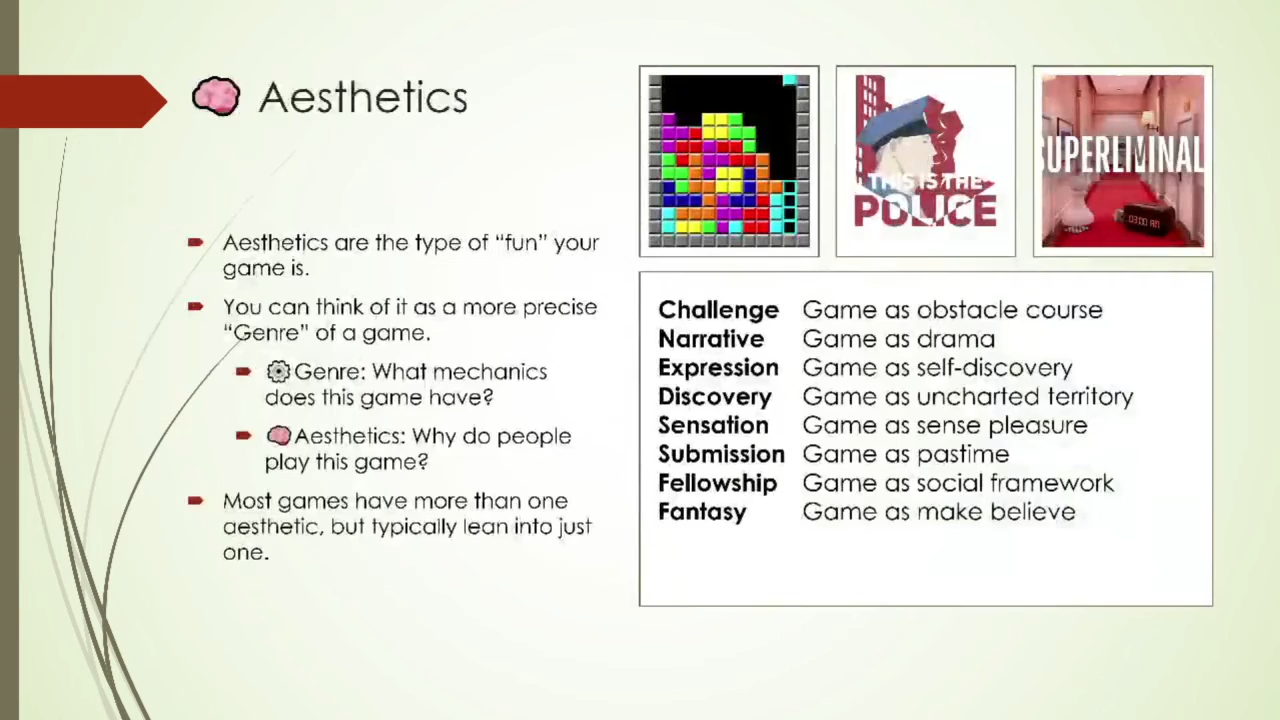 Aesthetics
Aesthetics are the type of “fun” your
game is.
You can think of it as a more precise
“Genre” of a game.
Genre: What mechanics
does this game have?
Aesthetics: Why do people
play this game?
Most games have more than one
aesthetic, but typically lean into just
one.
THIS IS THE
POLICE
SUPERLIMINAL
03:00 AM
Challenge Game as obstacle course
Narrative Game as drama
Expression Game as self-discovery
Discovery Game as uncharted territory
Sensation Game as sense pleasure
Submission Game as pastime
Fellowship Game as social framework
Fantasy Game as make believe